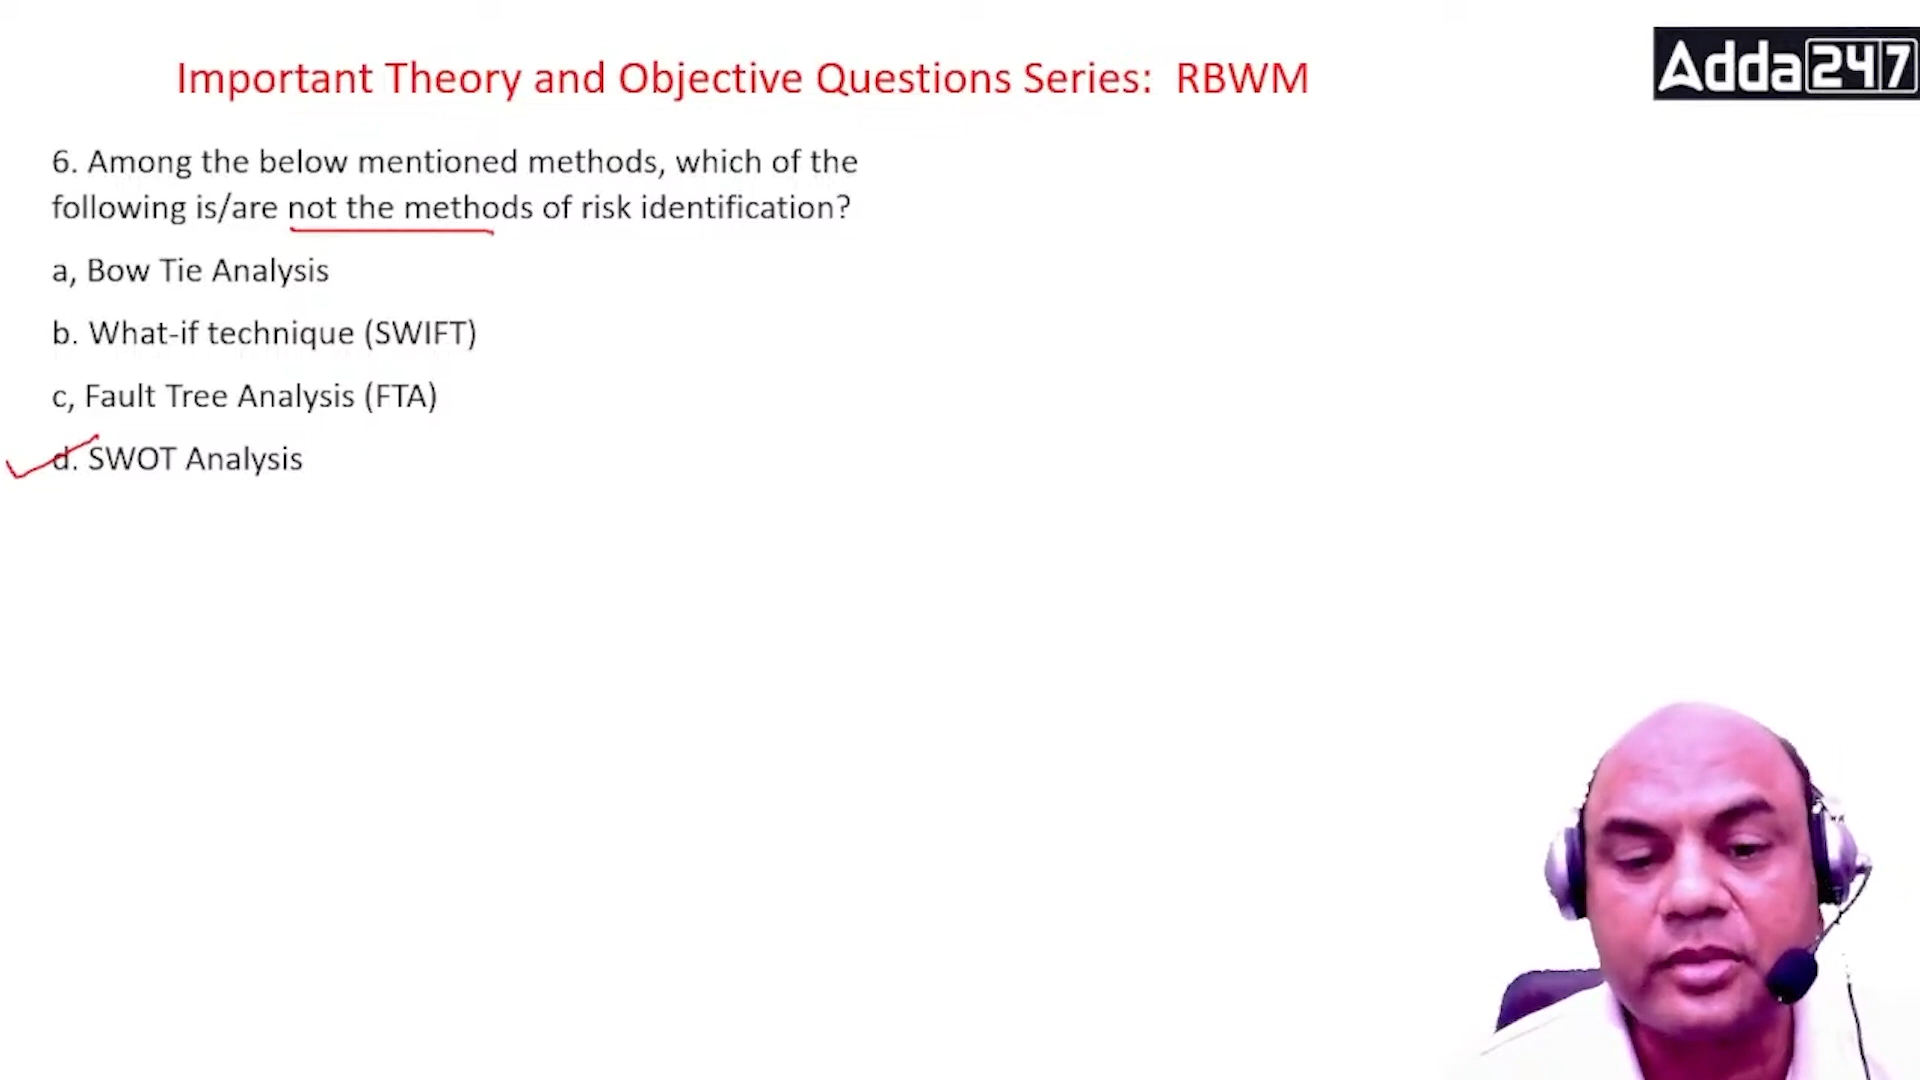 Adda247
Important Theory and Objective Questions Series: RBWM
6. Among the below mentioned methods, which of the
following is/are not the methods of risk identification?
a, Bow Tie Analysis
b. What-if technique (SWIFT)
c, Fault Tree Analysis (FTA)
d. SWOT Analysis